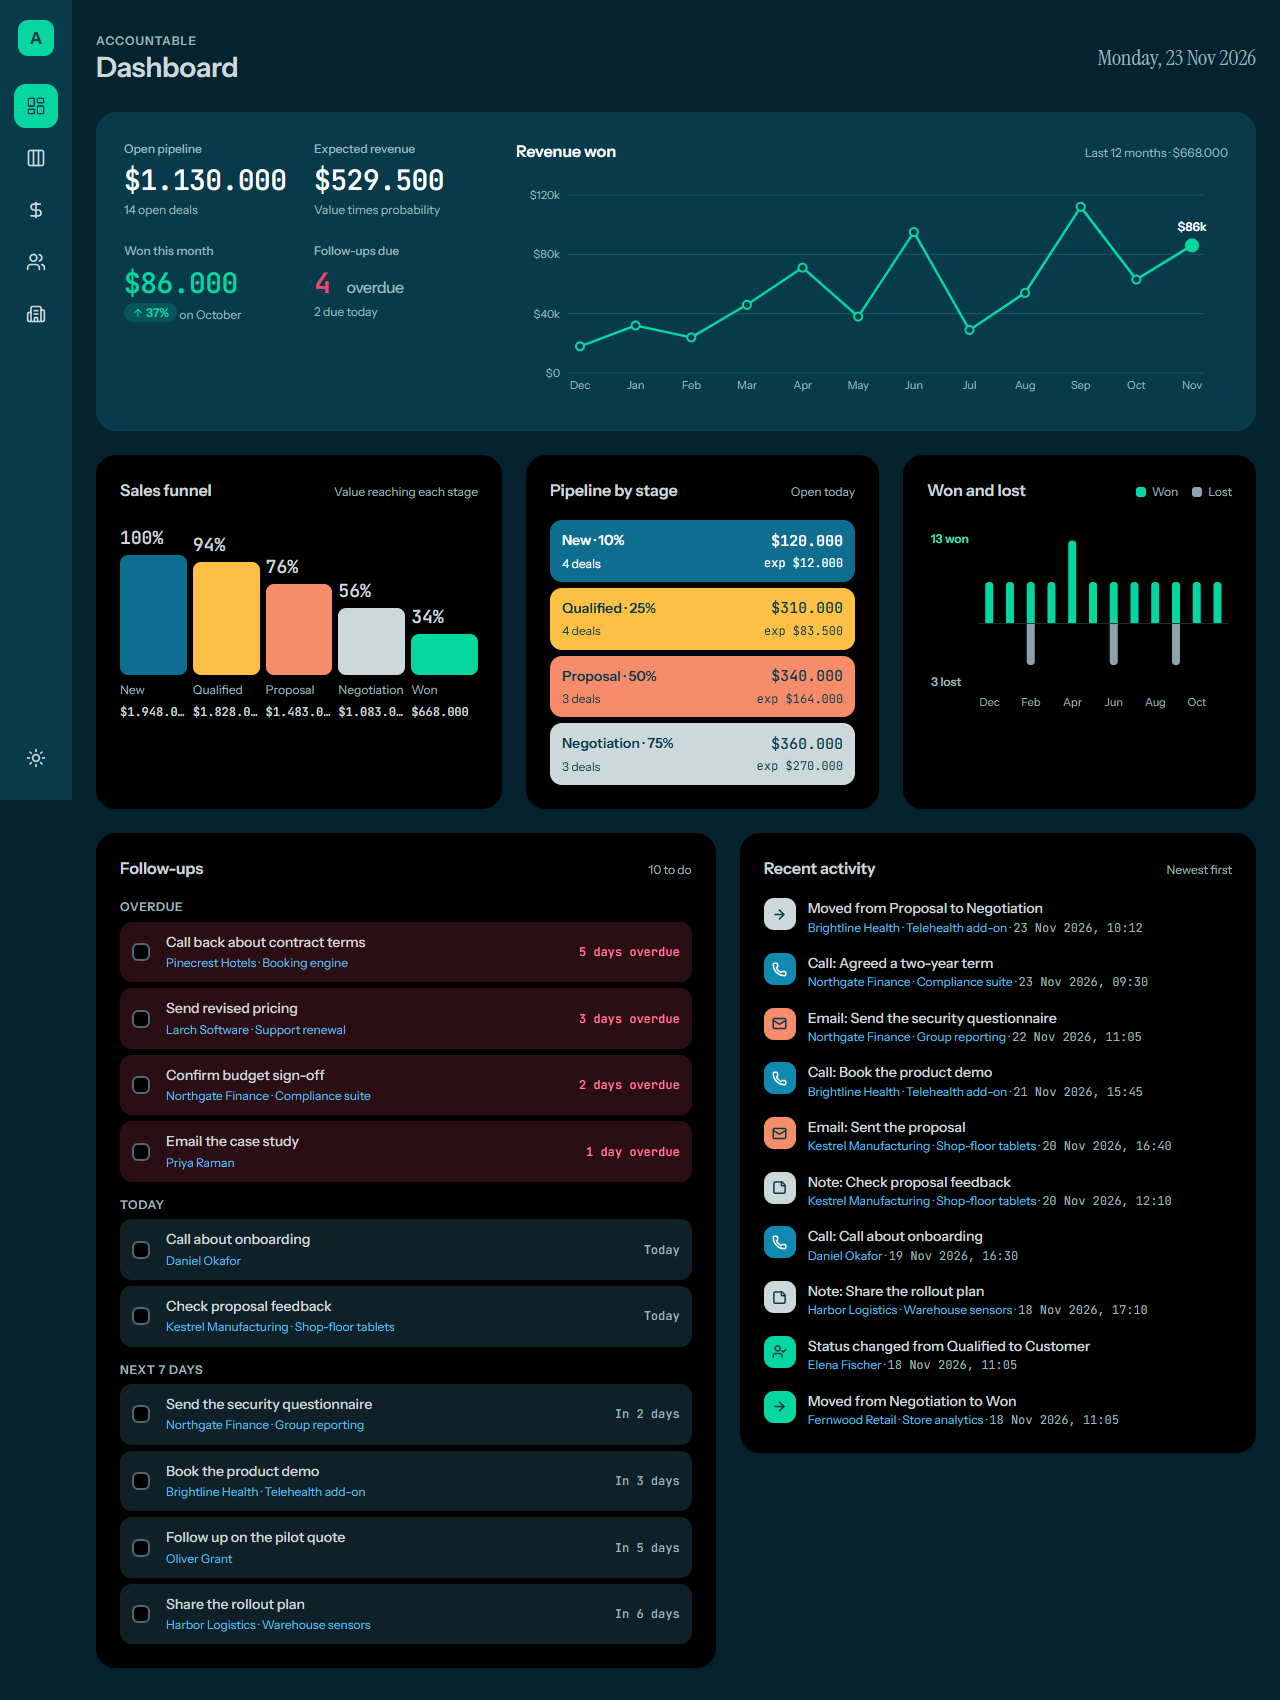 A
ACCOUNTABLE
Dashboard
Monday, 23 Nov 2026
Open pipeline
$1.130.000
14 open deals
Expected revenue
$529.500
Value times probability
Won this month
$86.000
↑ 37% on October
Follow-ups due
4 overdue
2 due today
Revenue won
Last 12 months · $668.000
$120k
$80k
$40k
$0
$86k
Dec Jan Feb Mar Apr May Jun Jul Aug Sep Oct Nov
Sales funnel
Value reaching each stage
100%
94%
76%
56%
34%
New Qualified Proposal Negotiation Won
$1.948.0… $1.828.0… $1.483.0… $1.083.0… $668.000
Pipeline by stage
Open today
New · 10% $120.000
4 deals exp $12.000
Qualified · 25% $310.000
4 deals exp $83.500
Proposal · 50% $340.000
3 deals exp $164.000
Negotiation · 75% $360.000
3 deals exp $270.000
Won and lost
Won Lost
13 won
3 lost
Dec Feb Apr Jun Aug Oct
Follow-ups
10 to do
OVERDUE
Call back about contract terms
Pinecrest Hotels · Booking engine
5 days overdue
Send revised pricing
Larch Software · Support renewal
3 days overdue
Confirm budget sign-off
Northgate Finance · Compliance suite
2 days overdue
Email the case study
Priya Raman
1 day overdue
TODAY
Call about onboarding
Daniel Okafor
Today
Check proposal feedback
Kestrel Manufacturing · Shop-floor tablets
Today
NEXT 7 DAYS
Send the security questionnaire
Northgate Finance · Group reporting
In 2 days
Book the product demo
Brightline Health · Telehealth add-on
In 3 days
Follow up on the pilot quote
Oliver Grant
In 5 days
Share the rollout plan
Harbor Logistics · Warehouse sensors
In 6 days
Recent activity
Newest first
Moved from Proposal to Negotiation
Brightline Health · Telehealth add-on · 23 Nov 2026, 10:12
Call: Agreed a two-year term
Northgate Finance · Compliance suite · 23 Nov 2026, 09:30
Email: Send the security questionnaire
Northgate Finance · Group reporting · 22 Nov 2026, 11:05
Call: Book the product demo
Brightline Health · Telehealth add-on · 21 Nov 2026, 15:45
Email: Sent the proposal
Kestrel Manufacturing · Shop-floor tablets · 20 Nov 2026, 16:40
Note: Check proposal feedback
Kestrel Manufacturing · Shop-floor tablets · 20 Nov 2026, 12:10
Call: Call about onboarding
Daniel Okafor · 19 Nov 2026, 16:30
Note: Share the rollout plan
Harbor Logistics · Warehouse sensors · 18 Nov 2026, 17:10
Status changed from Qualified to Customer
Elena Fischer · 18 Nov 2026, 11:05
Moved from Negotiation to Won
Fernwood Retail · Store analytics · 18 Nov 2026, 11:05